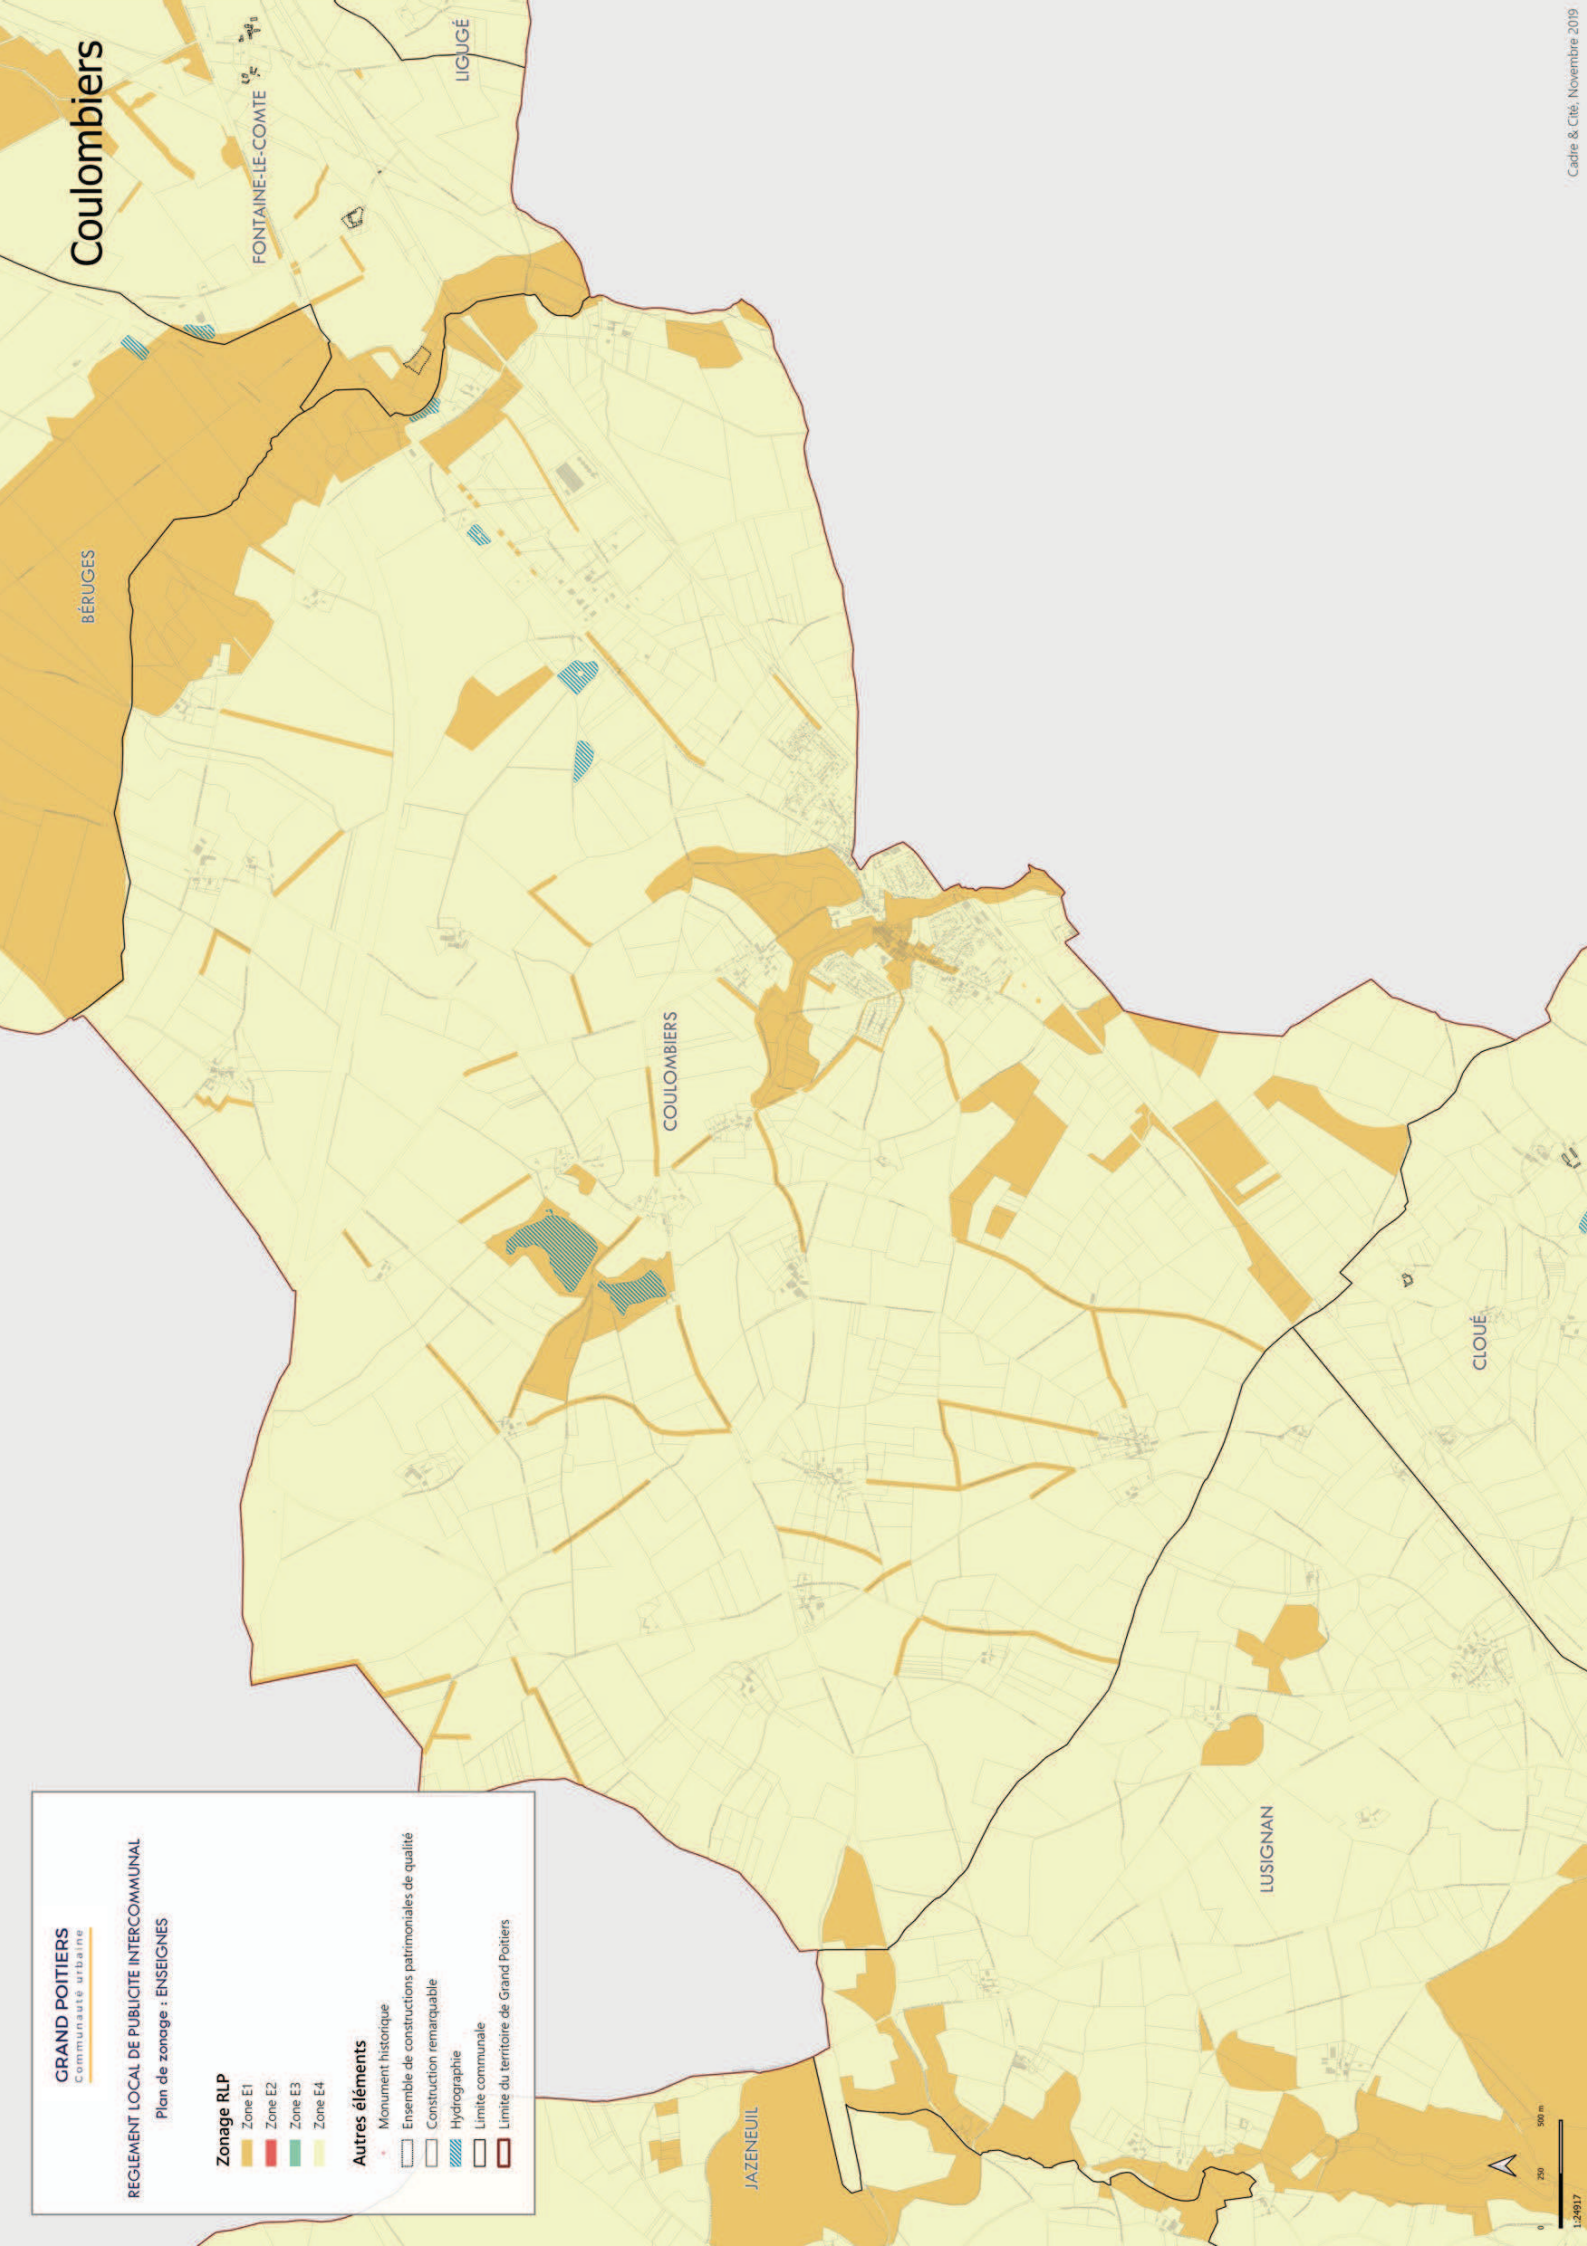 Coulombiers
GRAND POITIERS
Communauté urbaine
REGLEMENT LOCAL DE PUBLICITE INTERCOMMUNAL
Plan de zonage : ENSEIGNES
Zonage RLP
Zone E1
Zone E2
Zone E3
Zone E4
Autres éléments
Monument historique
Ensemble de constructions patrimoniales de qualité
Construction remarquable
Hydrographie
Limite communale
Limite du territoire de Grand Poitiers
BÉRUGES
FONTAINE-LE-COMTE
LIGUGÉ
COULOMBIERS
JAZENEUIL
LUSIGNAN
CLOUÉ
0 250 500 m
1:24917
Cadre & Cité, Novembre 2019